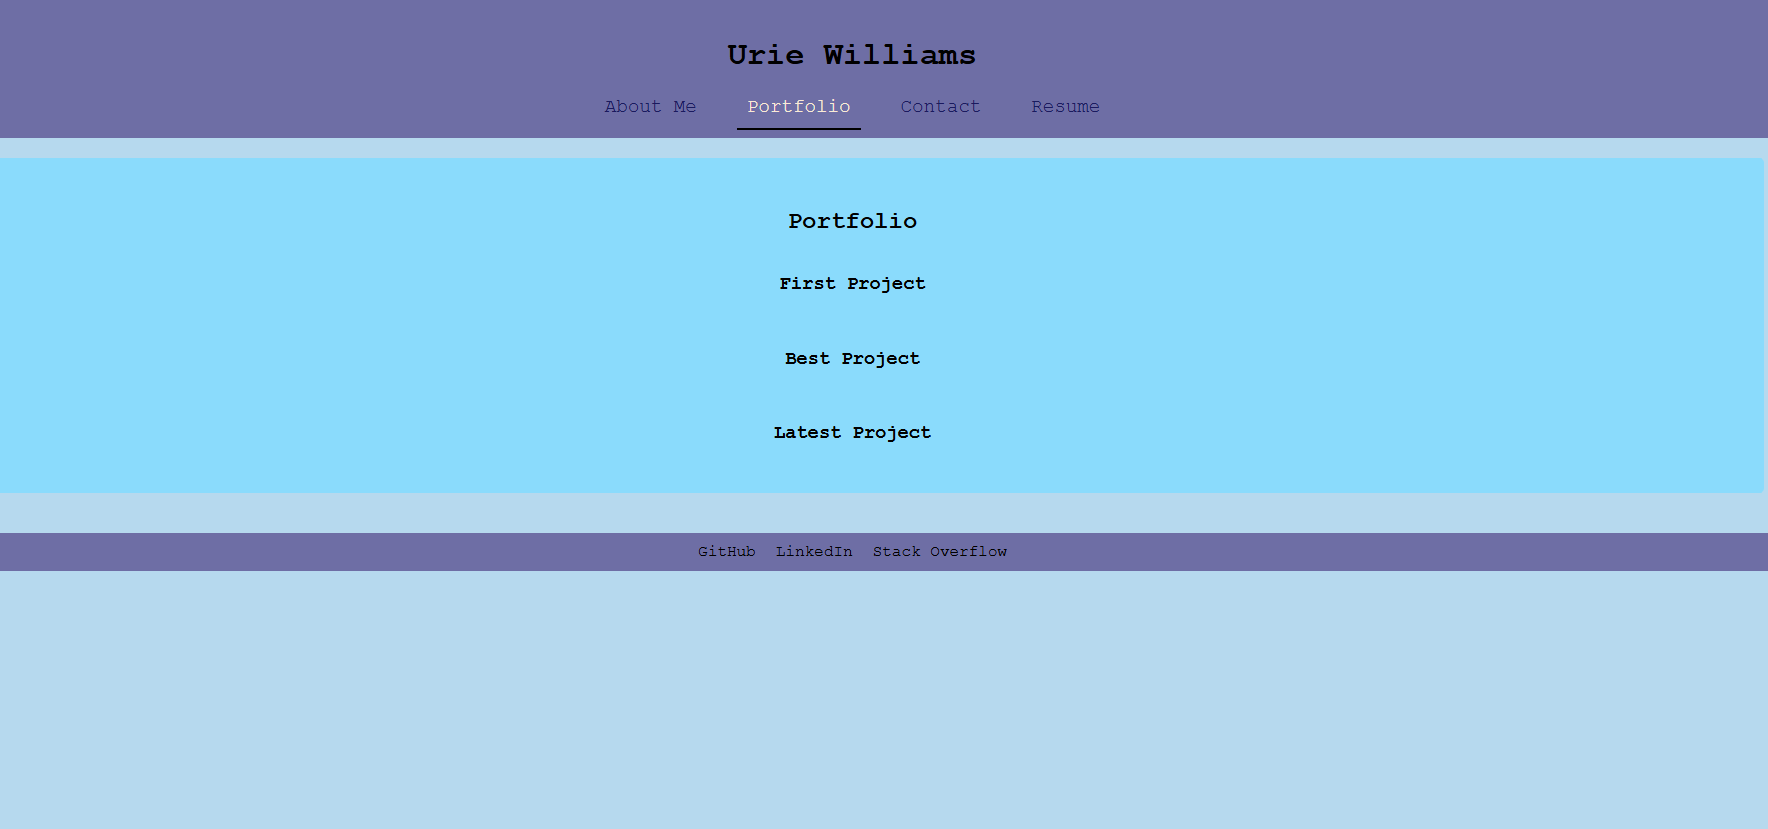 Urie Williams
About Me Portfolio Contact Resume
Portfolio
First Project
Best Project
Latest Project
GitHub LinkedIn Stack Overflow